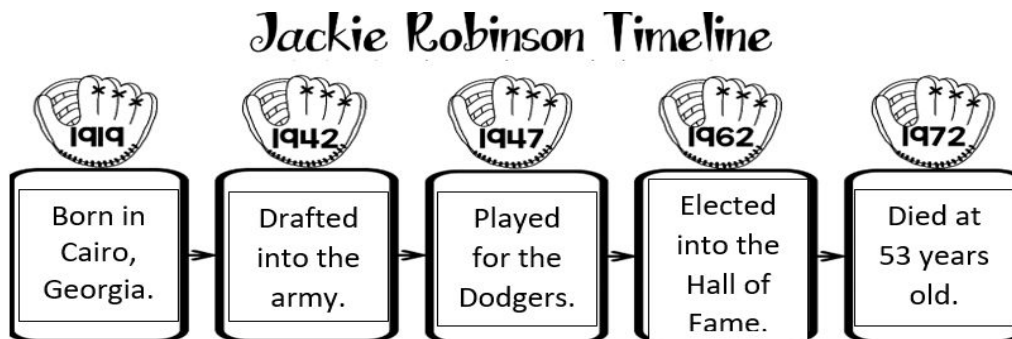 Jackie Robinson Timeline
1919
1942
1947
1962
1972
Born in
Cairo,
Georgia.
Drafted
into the
army.
Played
for the
Dodgers.
Elected
into the
Hall of
Fame.
Died at
53 years
old.